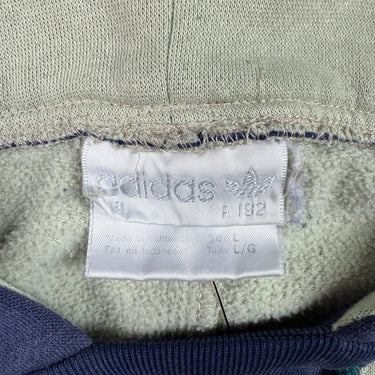 adidas
F 192
Made in Indonesia Size L
Fait en Indonesie Taille L/G